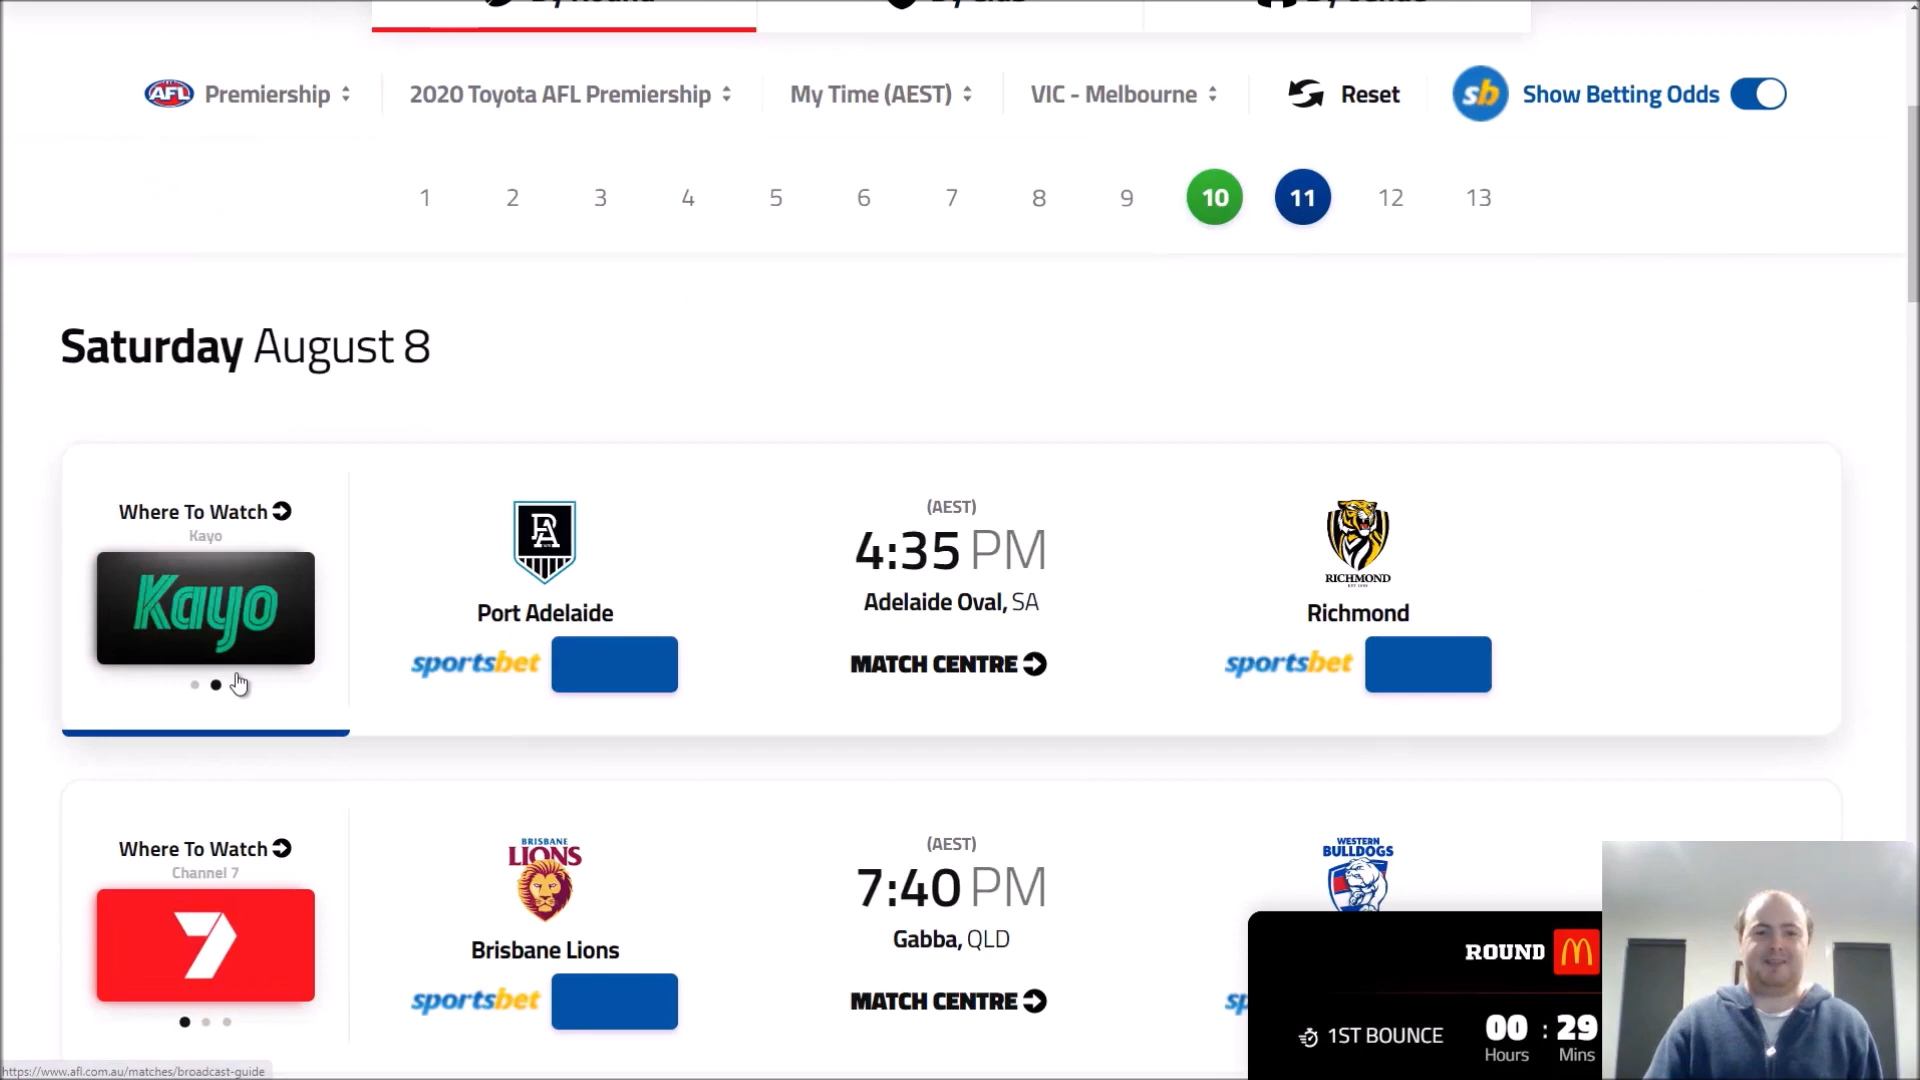 Premiership
2020 Toyota AFL Premiership
My Time (AEST)
VIC - Melbourne
Reset
sb
Show Betting Odds
AFL
1 2 3 4 5 6 7 8 9 10 11 12 13
Saturday August 8
Where To Watch
Kayo
Kayo
Port Adelaide
sportsbet
(AEST)
4:35 PM
Adelaide Oval, SA
MATCH CENTRE
RICHMOND
Richmond
sportsbet
Where To Watch
Channel 7
7
BRISBANE
LIONS
Brisbane Lions
sportsbet
(AEST)
7:40 PM
Gabba, QLD
MATCH CENTRE
WESTERN
BULLDOGS
ROUND
1ST BOUNCE
00 : 29
Hours Mins
https://www.afl.com.au/matches/broadcast-guide